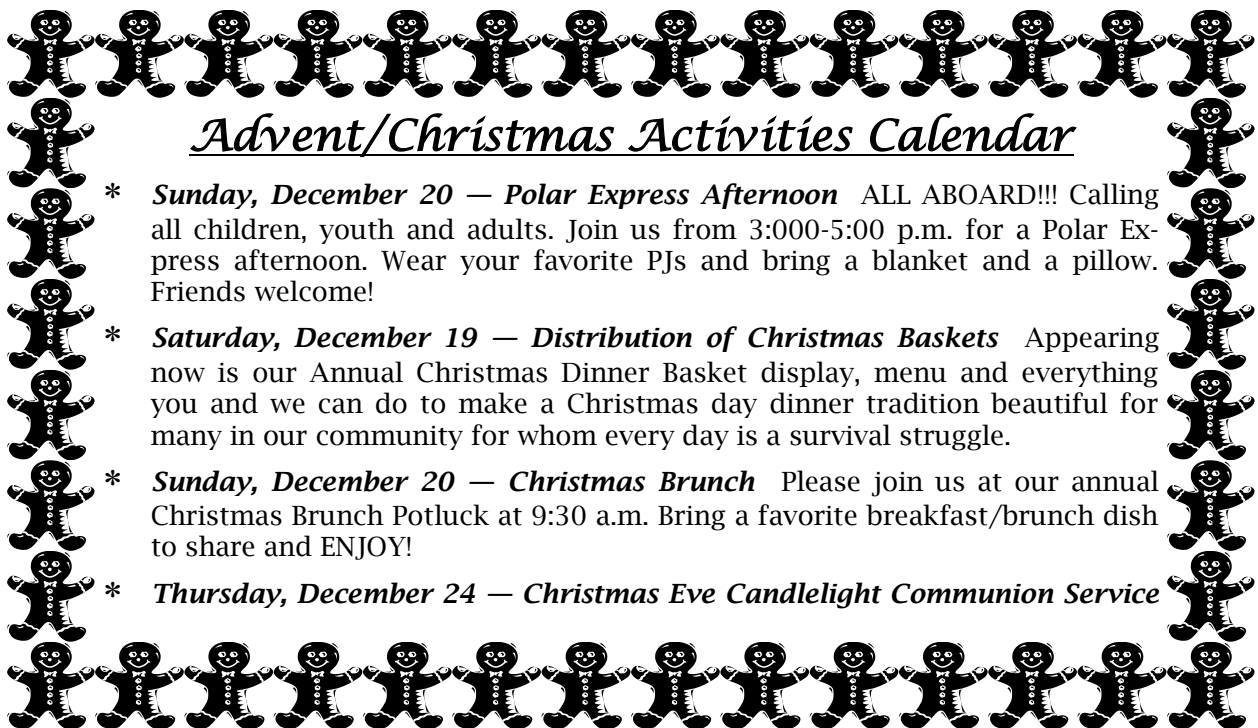 Advent/Christmas Activities Calendar
* Sunday, December 20 — Polar Express Afternoon ALL ABOARD!!! Calling
all children, youth and adults. Join us from 3:000-5:00 p.m. for a Polar Ex-
press afternoon. Wear your favorite PJs and bring a blanket and a pillow.
Friends welcome!
* Saturday, December 19 — Distribution of Christmas Baskets Appearing
now is our Annual Christmas Dinner Basket display, menu and everything
you and we can do to make a Christmas day dinner tradition beautiful for
many in our community for whom every day is a survival struggle.
* Sunday, December 20 — Christmas Brunch Please join us at our annual
Christmas Brunch Potluck at 9:30 a.m. Bring a favorite breakfast/brunch dish
to share and ENJOY!
* Thursday, December 24 — Christmas Eve Candlelight Communion Service